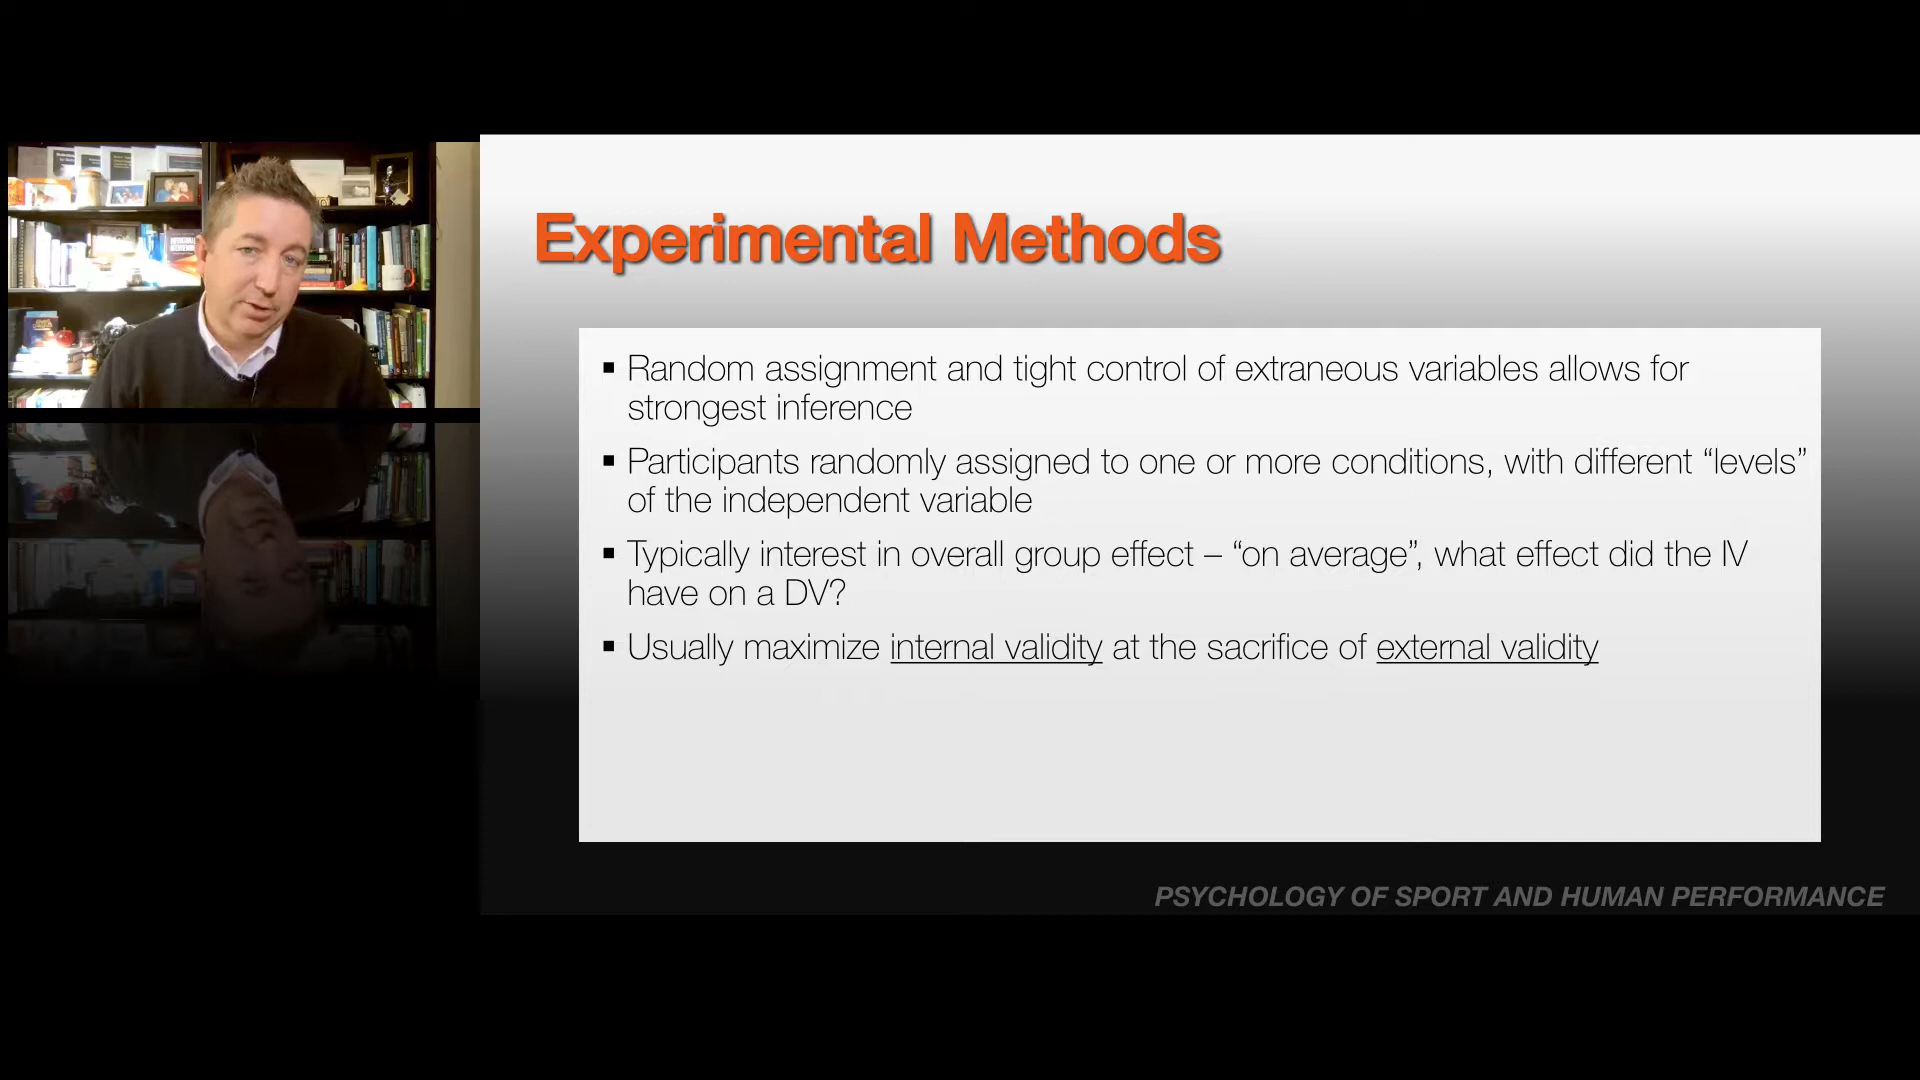 Experimental Methods
▪ Random assignment and tight control of extraneous variables allows for
strongest inference
▪ Participants randomly assigned to one or more conditions, with different “levels”
of the independent variable
▪ Typically interest in overall group effect – “on average”, what effect did the IV
have on a DV?
▪ Usually maximize internal validity at the sacrifice of external validity
PSYCHOLOGY OF SPORT AND HUMAN PERFORMANCE